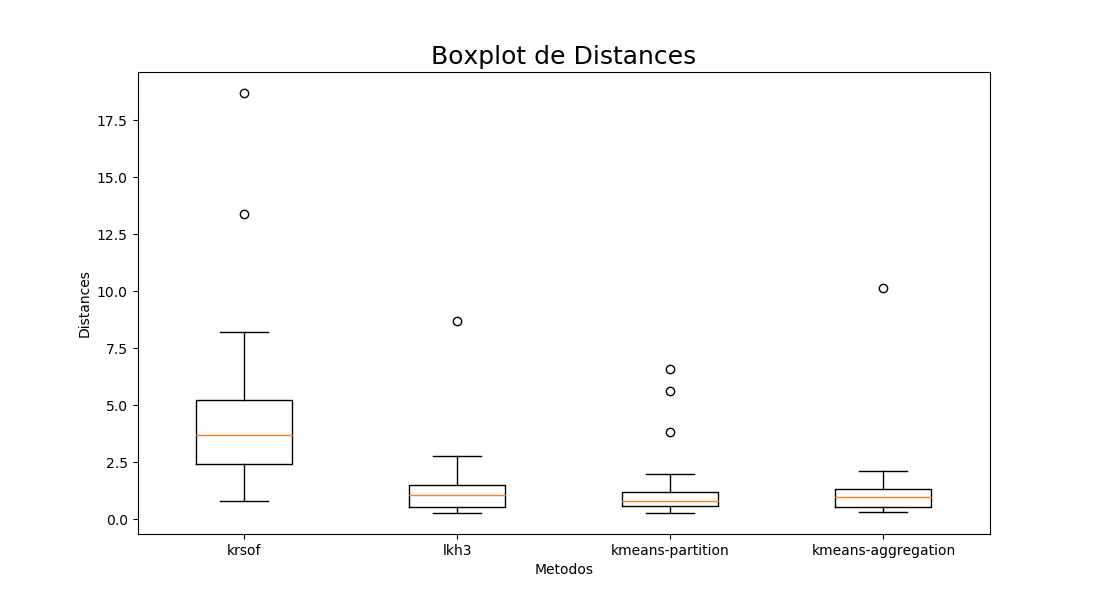 Boxplot de Distances
17.5
15.0
12.5
10.0
7.5
5.0
2.5
0.0
Distances
krsof lkh3 kmeans-partition kmeans-aggregation
Metodos